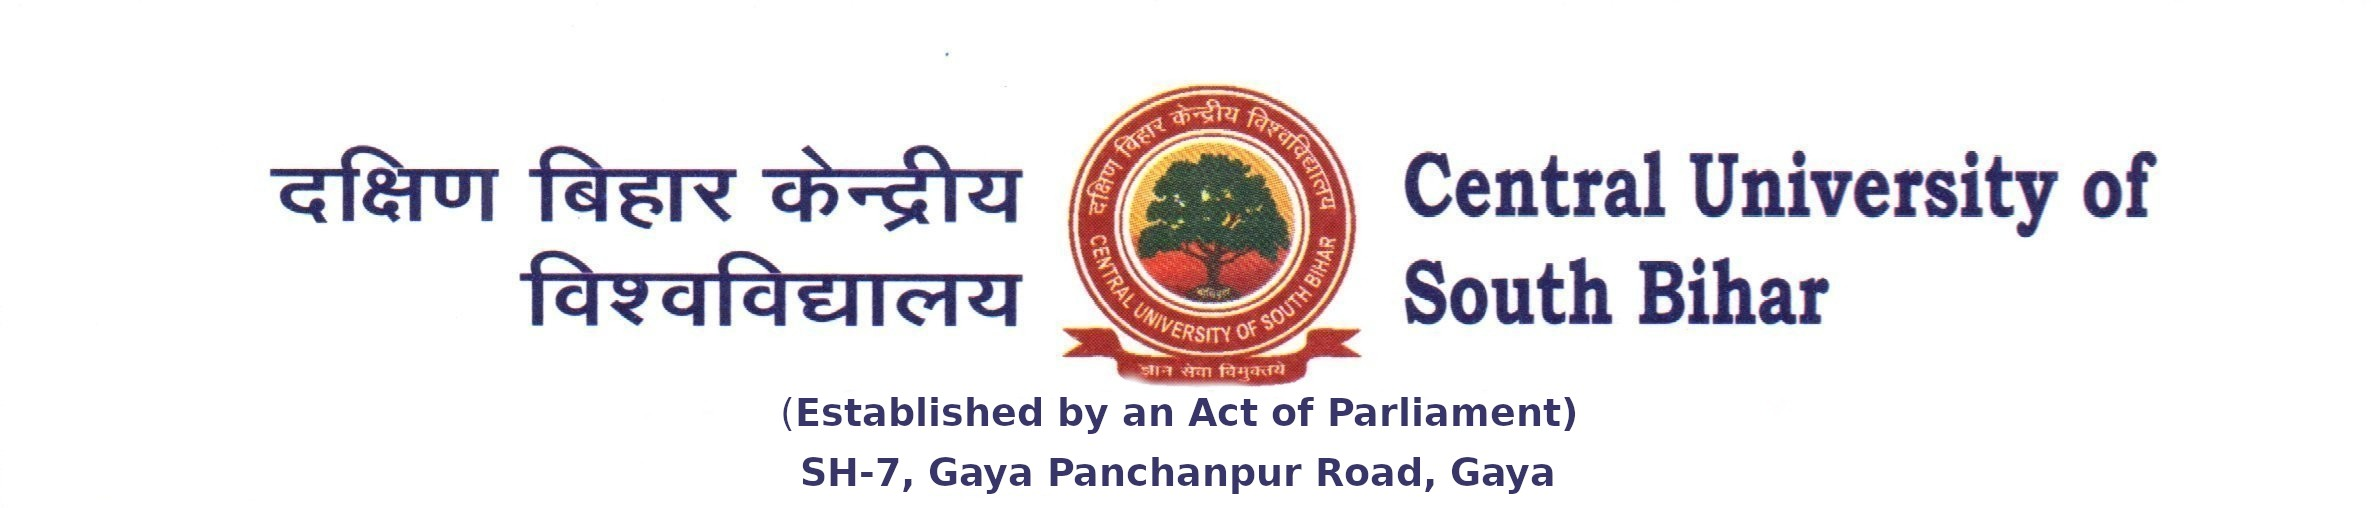 दक्षिण बिहार केन्द्रीय
विश्वविद्यालय
दक्षिण बिहार केन्द्रीय विश्वविद्यालय
CENTRAL UNIVERSITY OF SOUTH BIHAR
ज्ञान सेवा विमुक्तये
Central University of
South Bihar
(Established by an Act of Parliament)
SH-7, Gaya Panchanpur Road, Gaya